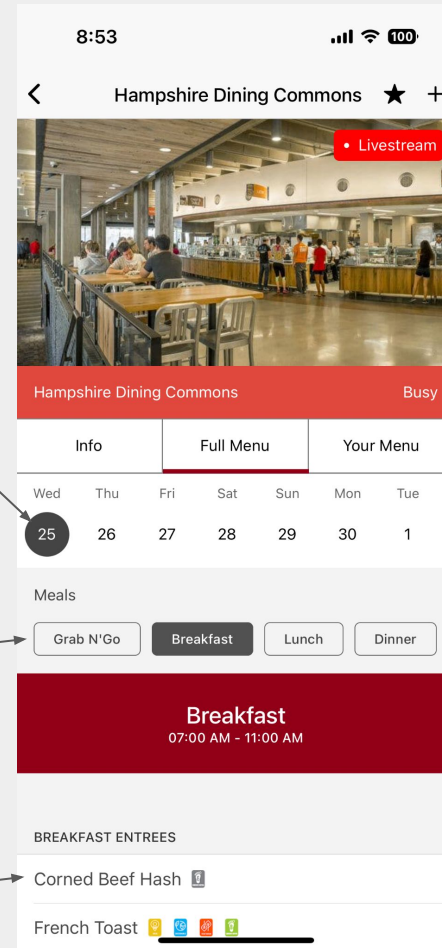 8:53
100
Hampshire Dining Commons
• Livestream
Hampshire Dining Commons Busy
Info Full Menu Your Menu
Wed Thu Fri Sat Sun Mon Tue
25 26 27 28 29 30 1
Meals
Grab N'Go Breakfast Lunch Dinner
Breakfast
07:00 AM - 11:00 AM
BREAKFAST ENTREES
Corned Beef Hash
French Toast